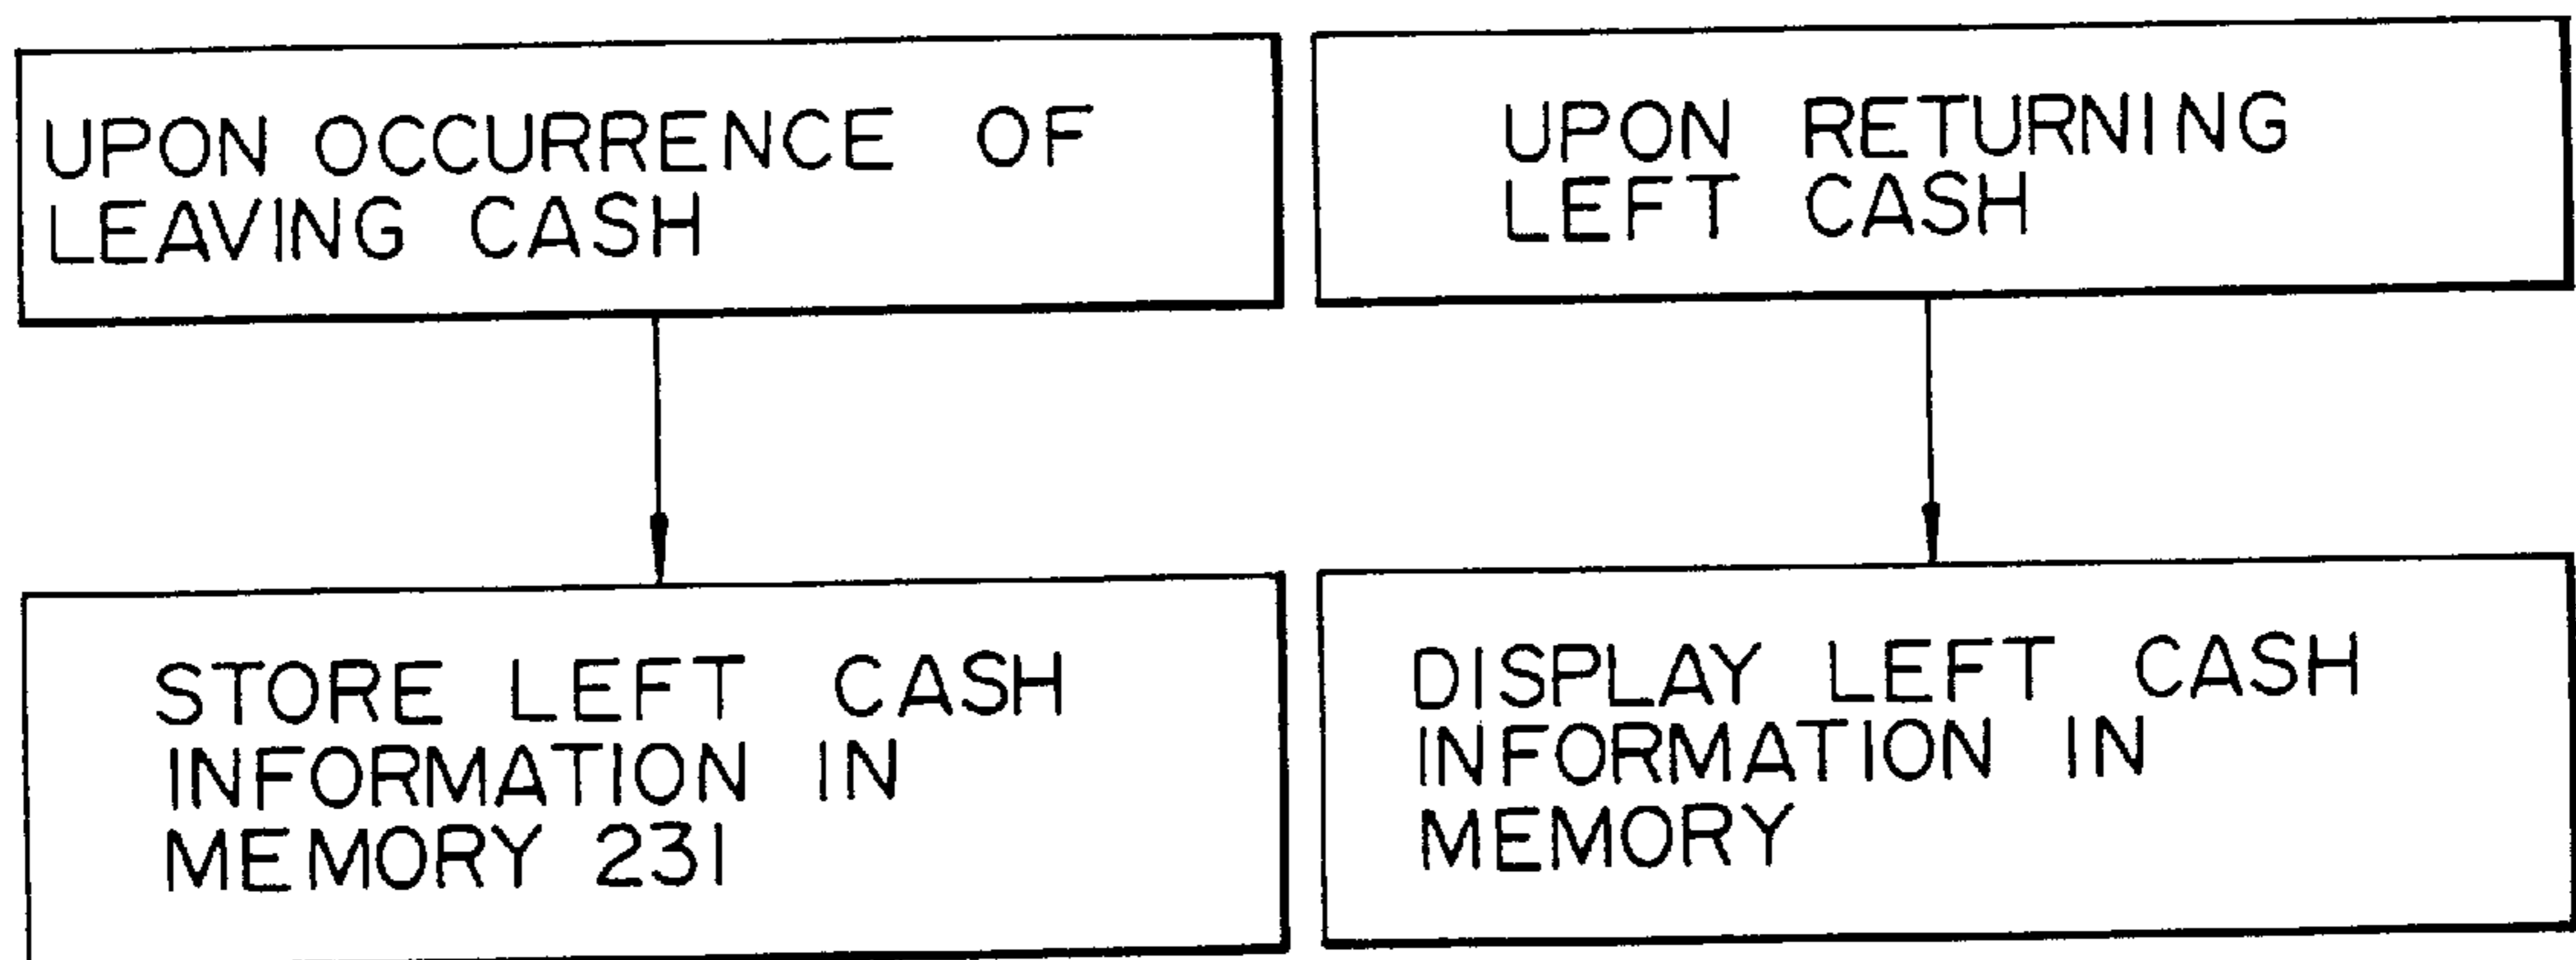 UPON OCCURRENCE OF
LEAVING CASH
UPON RETURNING
LEFT CASH
STORE LEFT CASH
INFORMATION IN
MEMORY 231
DISPLAY LEFT CASH
INFORMATION IN
MEMORY